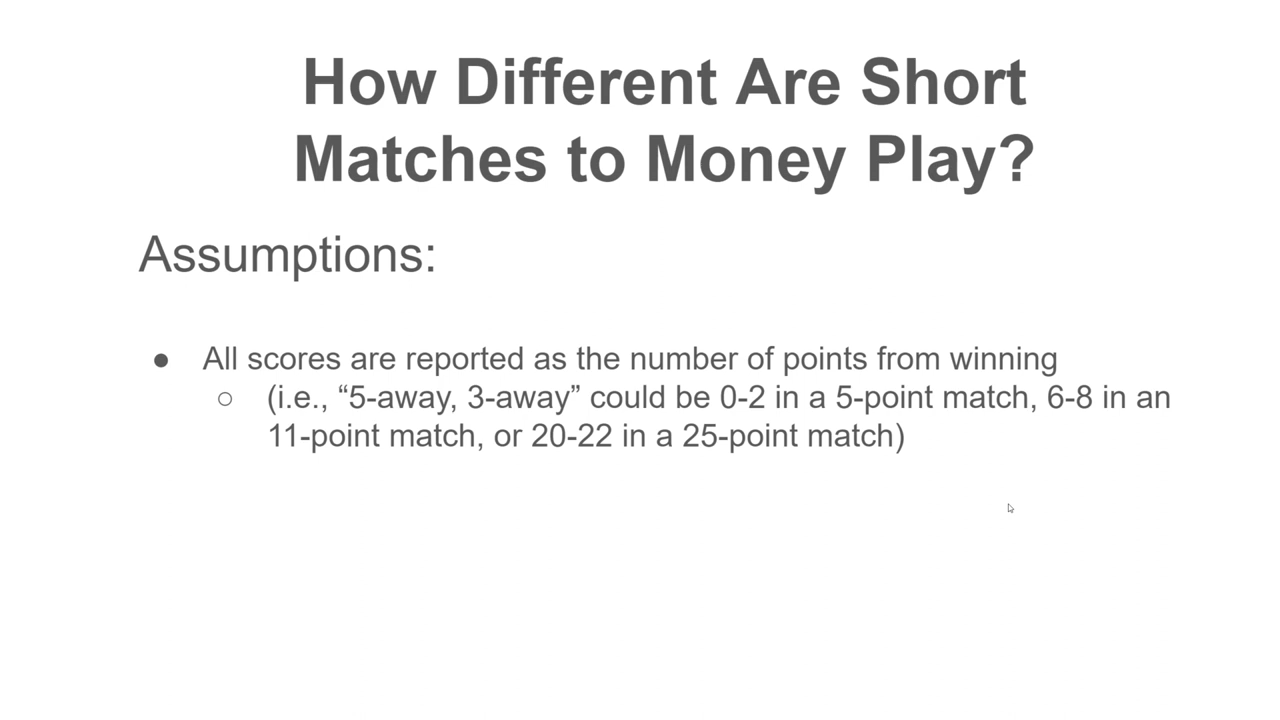 How Different Are Short
Matches to Money Play?
Assumptions:
● All scores are reported as the number of points from winning
○ (i.e., “5-away, 3-away” could be 0-2 in a 5-point match, 6-8 in an
11-point match, or 20-22 in a 25-point match)